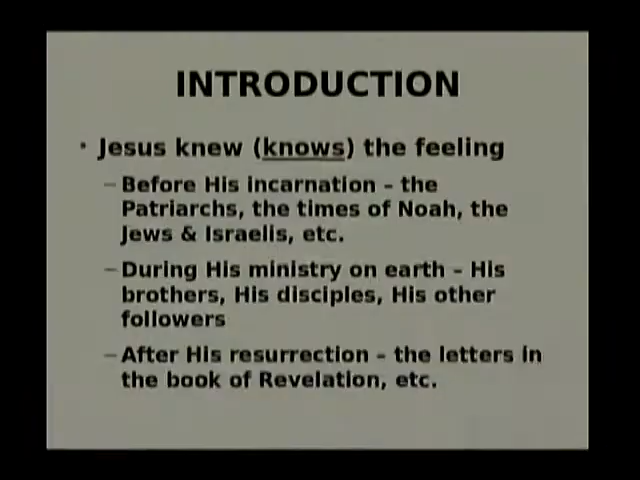 INTRODUCTION
• Jesus knew (knows) the feeling
– Before His incarnation – the
Patriarchs, the times of Noah, the
Jews & Israelis, etc.
– During His ministry on earth – His
brothers, His disciples, His other
followers
– After His resurrection – the letters in
the book of Revelation, etc.